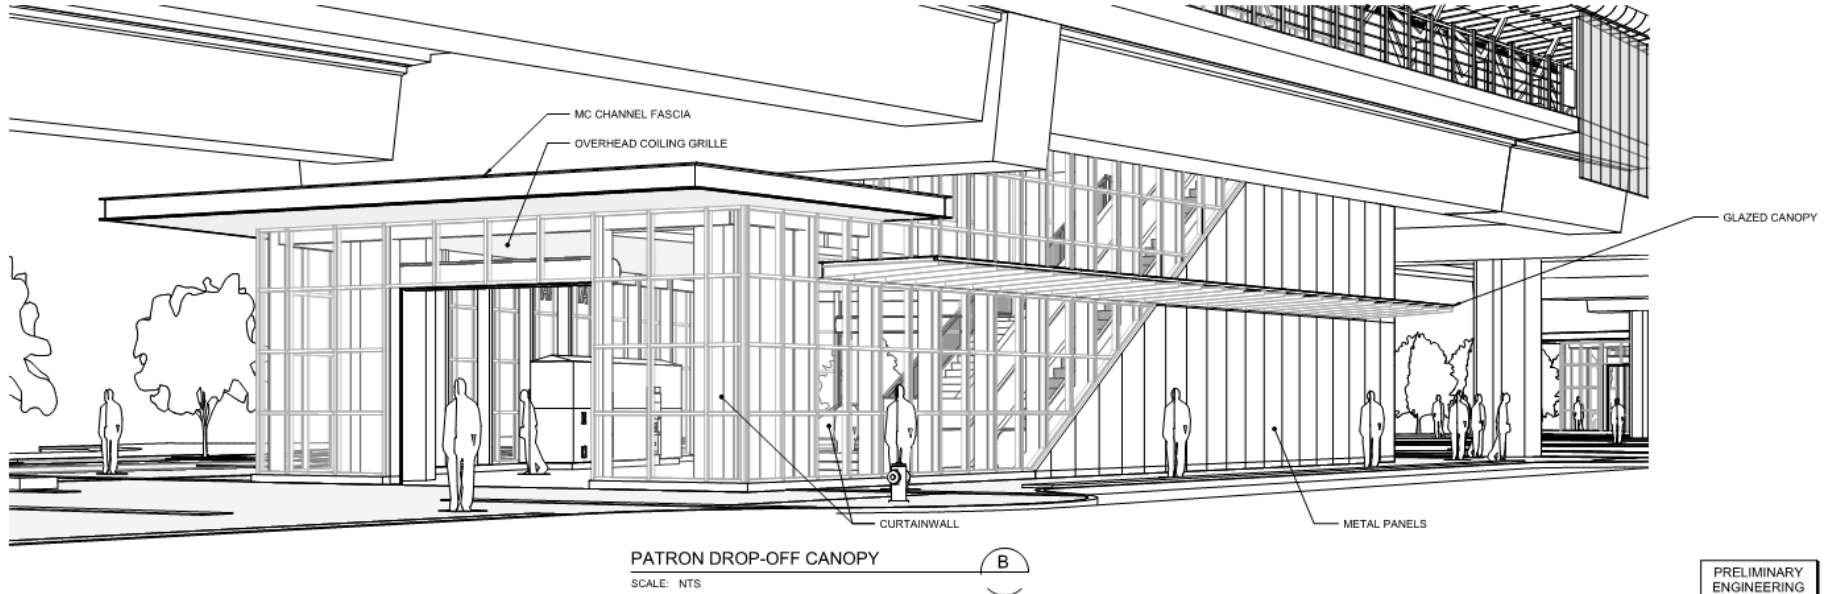 MC CHANNEL FASCIA
OVERHEAD COILING GRILLE
GLAZED CANOPY
CURTAINWALL
METAL PANELS
PATRON DROP-OFF CANOPY
B
SCALE: NTS
PRELIMINARY
ENGINEERING